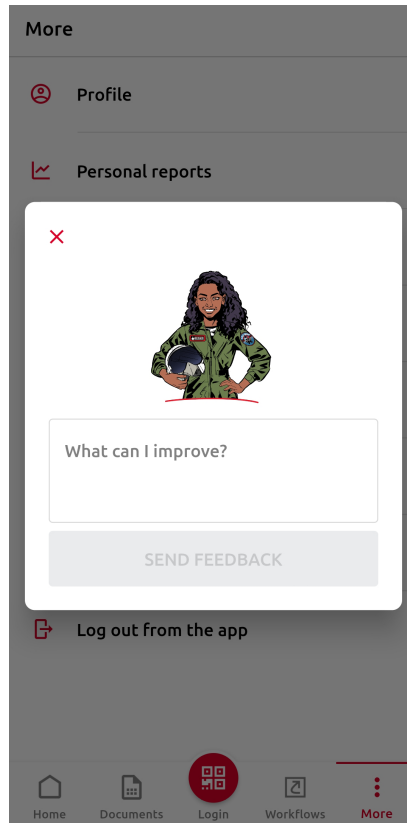 More
Profile
Personal reports
What can I improve?
SEND FEEDBACK
Log out from the app
Home
Documents
Login
Workflows
More